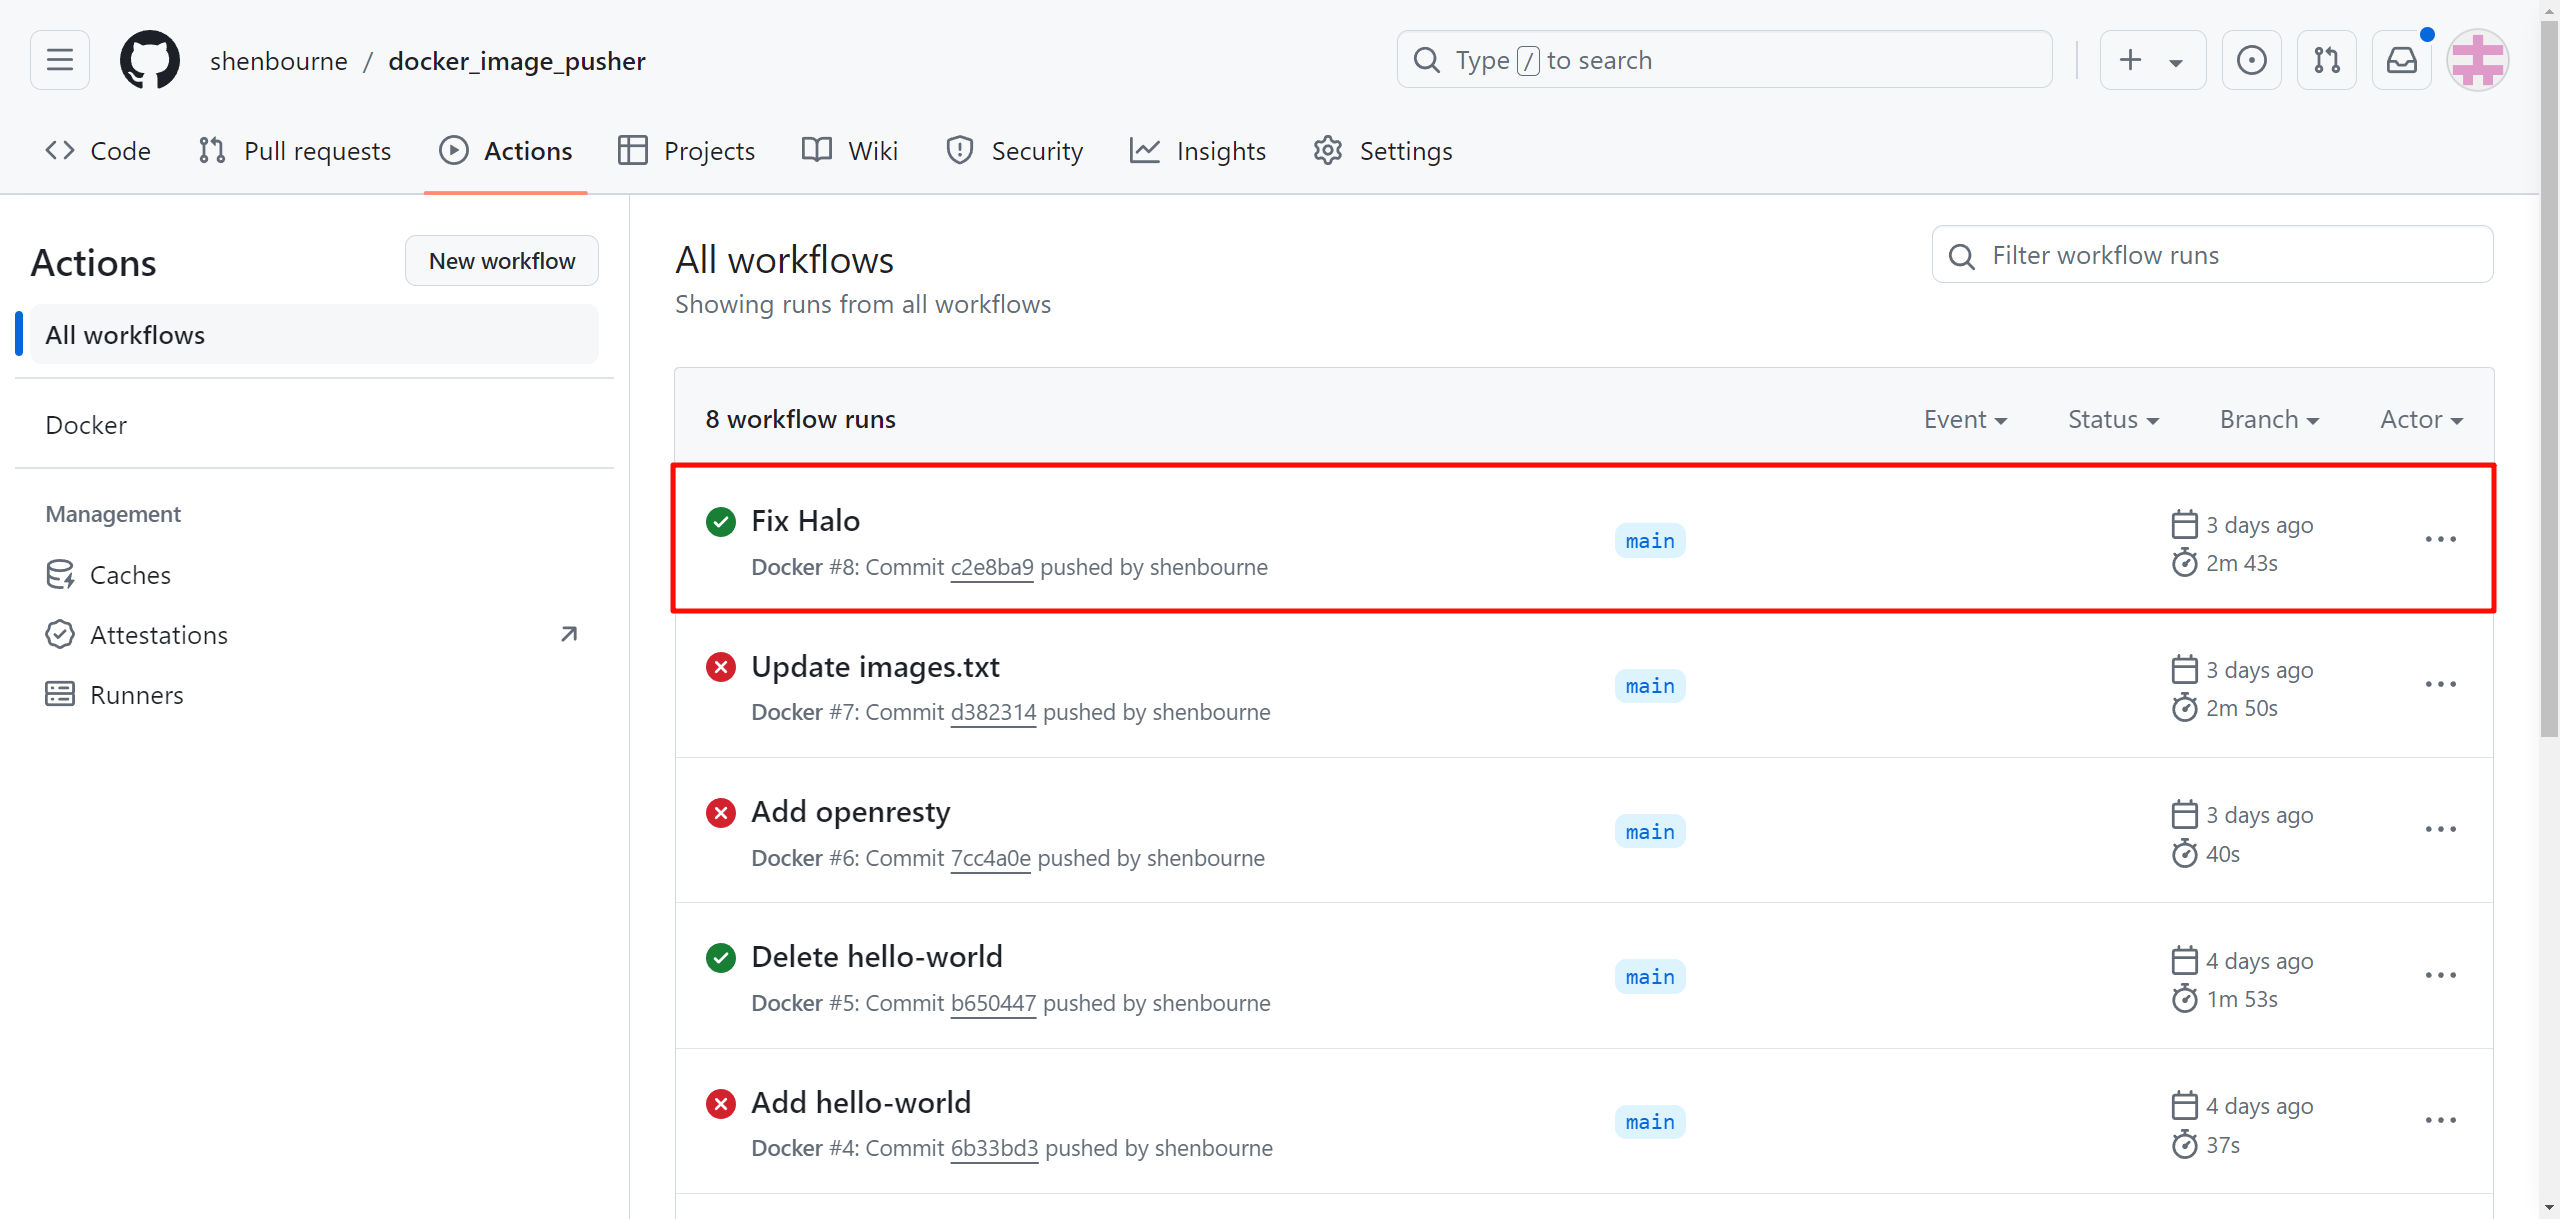 shenbourne / docker_image_pusher
Type / to search
Code
Pull requests
Actions
Projects
Wiki
Security
Insights
Settings
Actions
New workflow
All workflows
Docker
Management
Caches
Attestations
Runners
All workflows
Showing runs from all workflows
Filter workflow runs
8 workflow runs
Event
Status
Branch
Actor
Fix Halo
Docker #8: Commit c2e8ba9 pushed by shenbourne
main
3 days ago
2m 43s
Update images.txt
Docker #7: Commit d382314 pushed by shenbourne
main
3 days ago
2m 50s
Add openresty
Docker #6: Commit 7cc4a0e pushed by shenbourne
main
3 days ago
40s
Delete hello-world
Docker #5: Commit b650447 pushed by shenbourne
main
4 days ago
1m 53s
Add hello-world
Docker #4: Commit 6b33bd3 pushed by shenbourne
main
4 days ago
37s